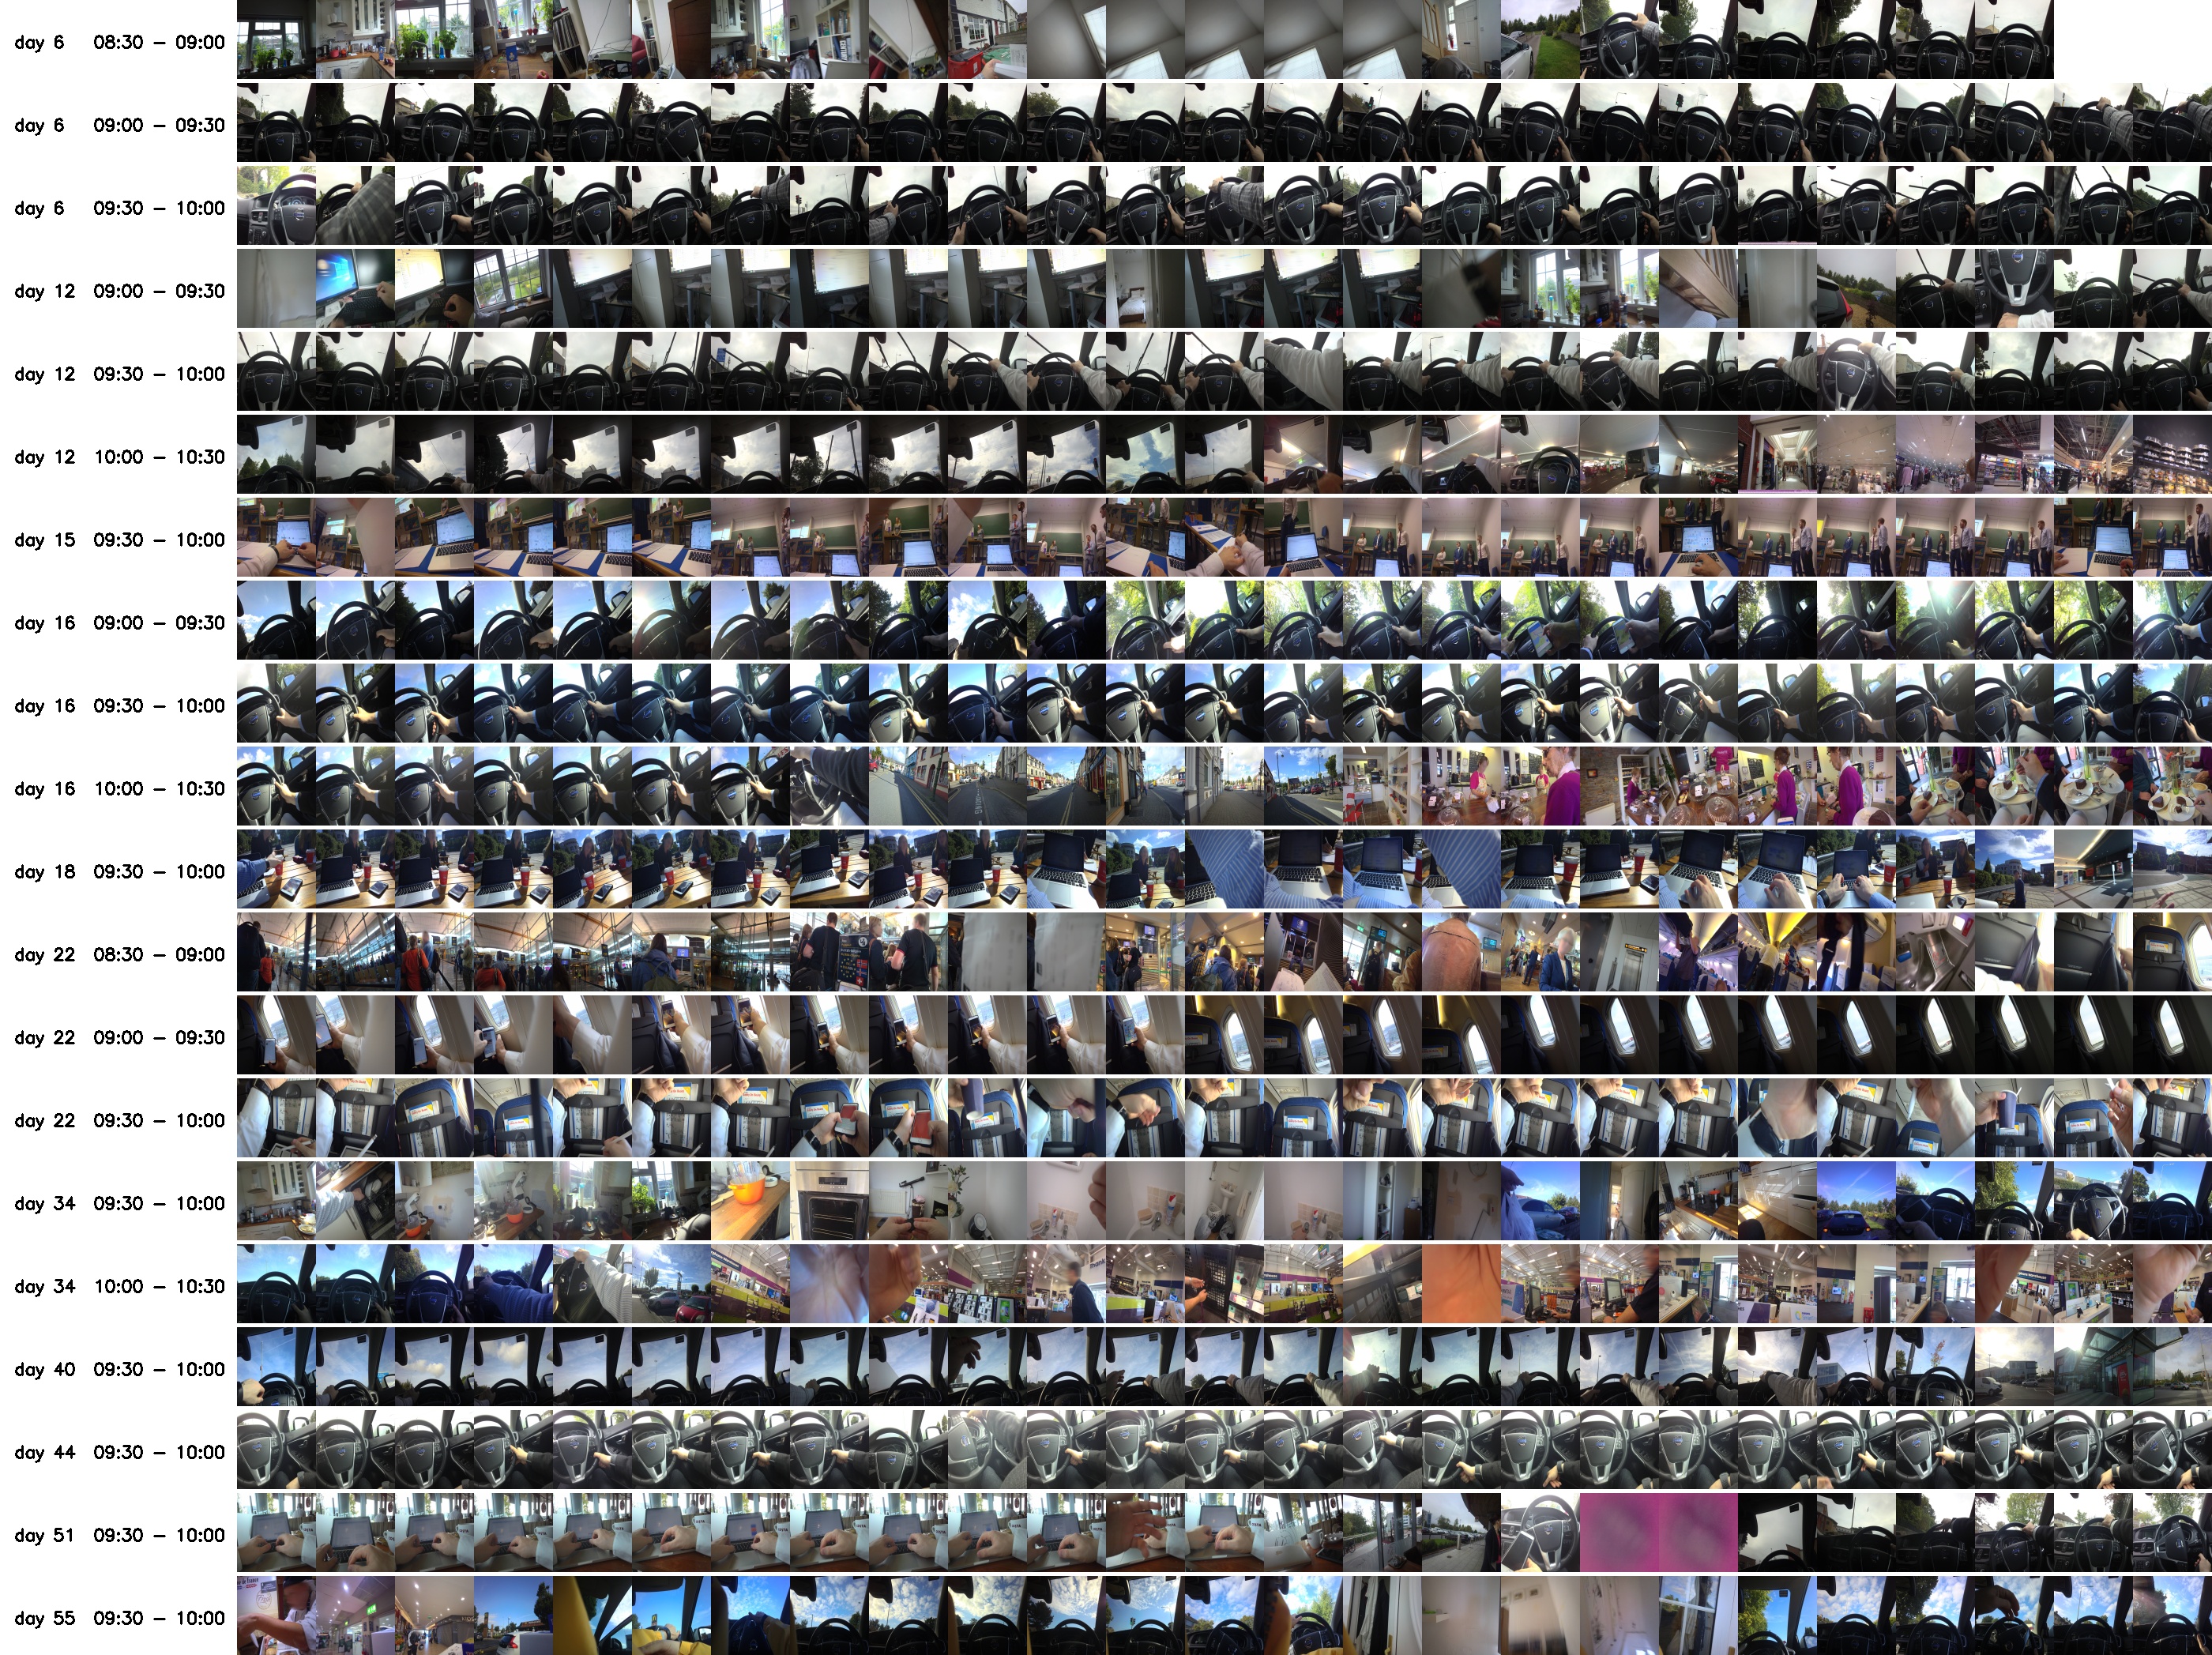 day 6 08:30 - 09:00
day 6 09:00 - 09:30
day 6 09:30 - 10:00
day 12 09:00 - 09:30
day 12 09:30 - 10:00
day 12 10:00 - 10:30
day 15 09:30 - 10:00
day 16 09:00 - 09:30
day 16 09:30 - 10:00
day 16 10:00 - 10:30
day 18 09:30 - 10:00
day 22 08:30 - 09:00
day 22 09:00 - 09:30
day 22 09:30 - 10:00
day 34 09:30 - 10:00
day 34 10:00 - 10:30
day 40 09:30 - 10:00
day 44 09:30 - 10:00
day 51 09:30 - 10:00
day 55 09:30 - 10:00